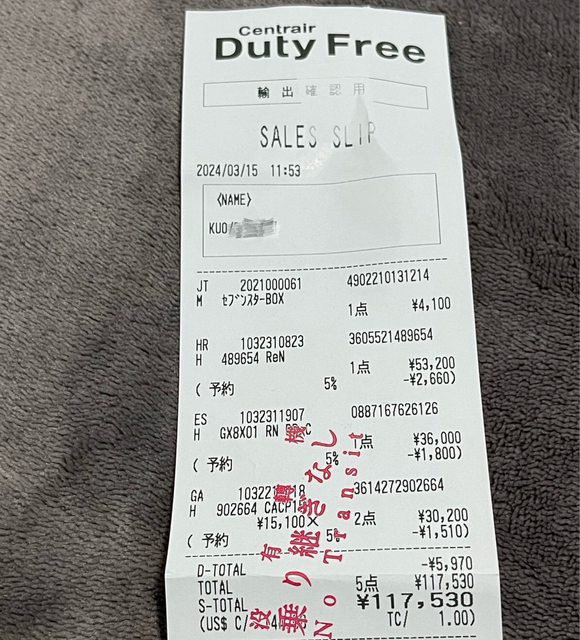 Centrair
Duty Free
輸出確認用
SALES SLIP
2024/03/15 11:53
〈NAME〉
KUO/
JT 2021000061 4902210131214
M ｾﾌﾞﾝｽﾀｰBOX
1点 ¥4,100
HR 1032310823 3605521489654
H 489654 ReN
1点 ¥53,200
( 予約 5% -¥2,660)
ES 1032311907 0887167626126
H GX8X01 RN
1点 ¥36,000
( 予約 5% -¥1,800)
GA 3614272902664
H 902664
¥15,100× 2点 ¥30,200
( 予約 5% -¥1,510)
D-TOTAL -¥5,970
TOTAL 5点 ¥117,530
S-TOTAL ¥117,530
(US$ C/ TC/ 1.00)
没有轉機
乗り継ぎなし
No Transit